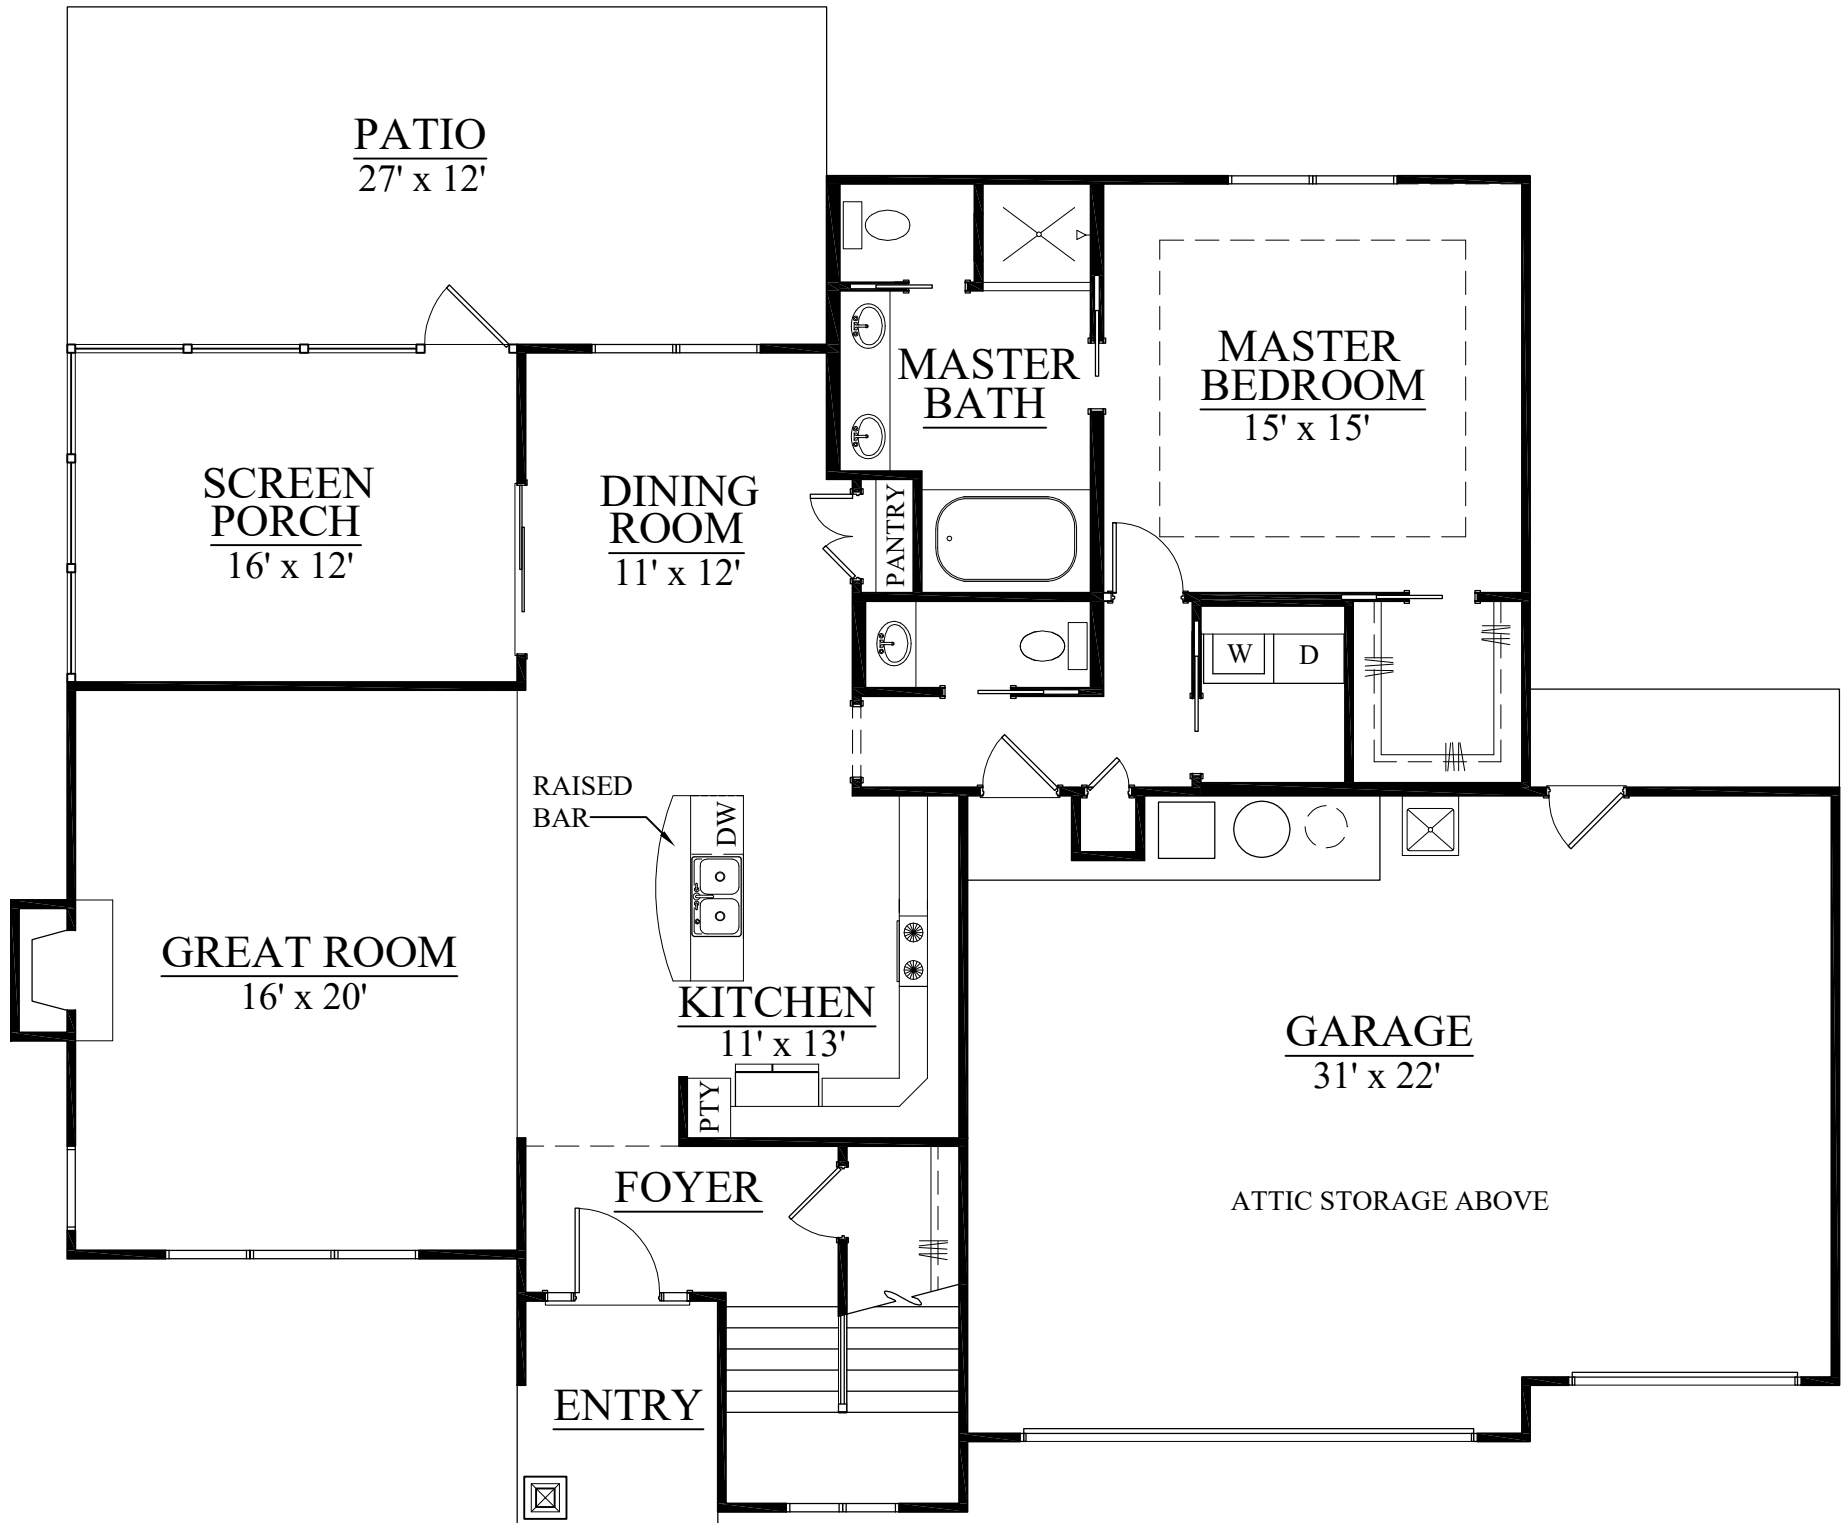 PATIO
27' x 12'
MASTER
BATH
MASTER
BEDROOM
15' x 15'
SCREEN
PORCH
16' x 12'
DINING
ROOM
11' x 12'
PANTRY
W
D
RAISED
BAR
DW
GREAT ROOM
16' x 20'
KITCHEN
11' x 13'
PTY
GARAGE
31' x 22'
FOYER
ATTIC STORAGE ABOVE
ENTRY